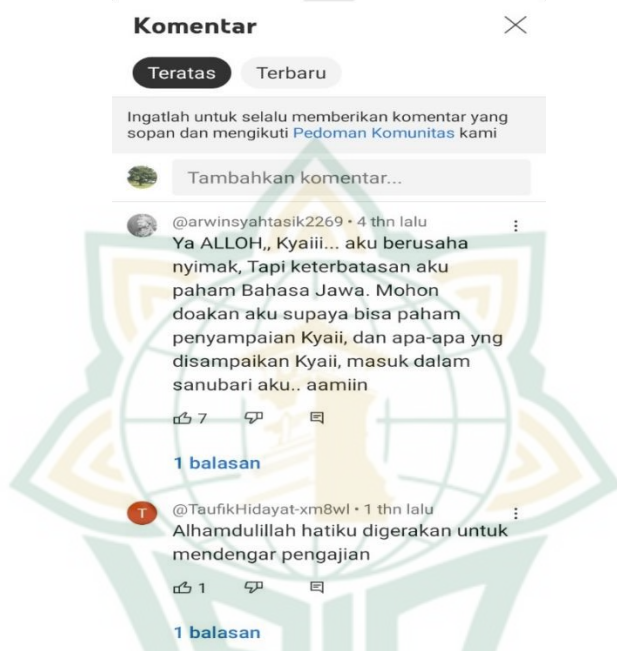 Komentar
Teratas Terbaru
Ingatlah untuk selalu memberikan komentar yang
sopan dan mengikuti Pedoman Komunitas kami
Tambahkan komentar...
@arwinsyahtasik2269 • 4 thn lalu
Ya ALLOH,, Kyaiii... aku berusaha
nyimak, Tapi keterbatasan aku
paham Bahasa Jawa. Mohon
doakan aku supaya bisa paham
penyampaian Kyaii, dan apa-apa yng
disampaikan Kyaii, masuk dalam
sanubari aku.. aamiin
7
1 balasan
T
@TaufikHidayat-xm8wl • 1 thn lalu
Alhamdulillah hatiku digerakan untuk
mendengar pengajian
1
1 balasan